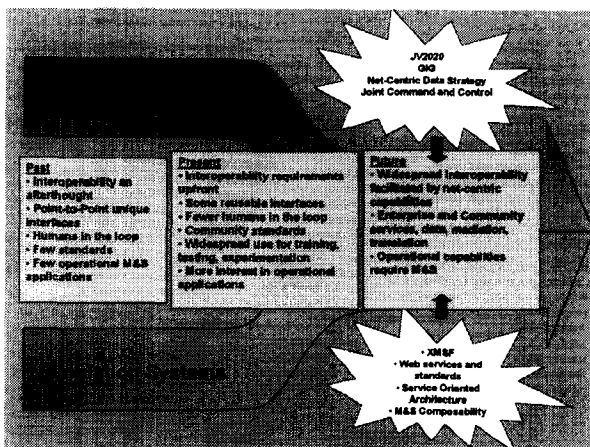 JV2020
GIG
Net-Centric Data Strategy
Joint Command and Control
Past
• Interoperability an
afterthought
• Point-to-Point unique
interfaces
• Humans in the loop
• Few standards
• Few operational M&S
applications
Present
• Interoperability requirements
upfront
• Some reusable interfaces
• Fewer humans in the loop
• Community standards
• Widespread use for training,
testing, experimentation
• More interest in operational
applications
Future
• Widespread interoperability
facilitated by net-centric
capabilities
• Enterprise and Community
services, data, mediation,
translation
• Operational capabilities
require M&S
• XMSF
• Web services and
standards
• Service Oriented
Architecture
• M&S Composability